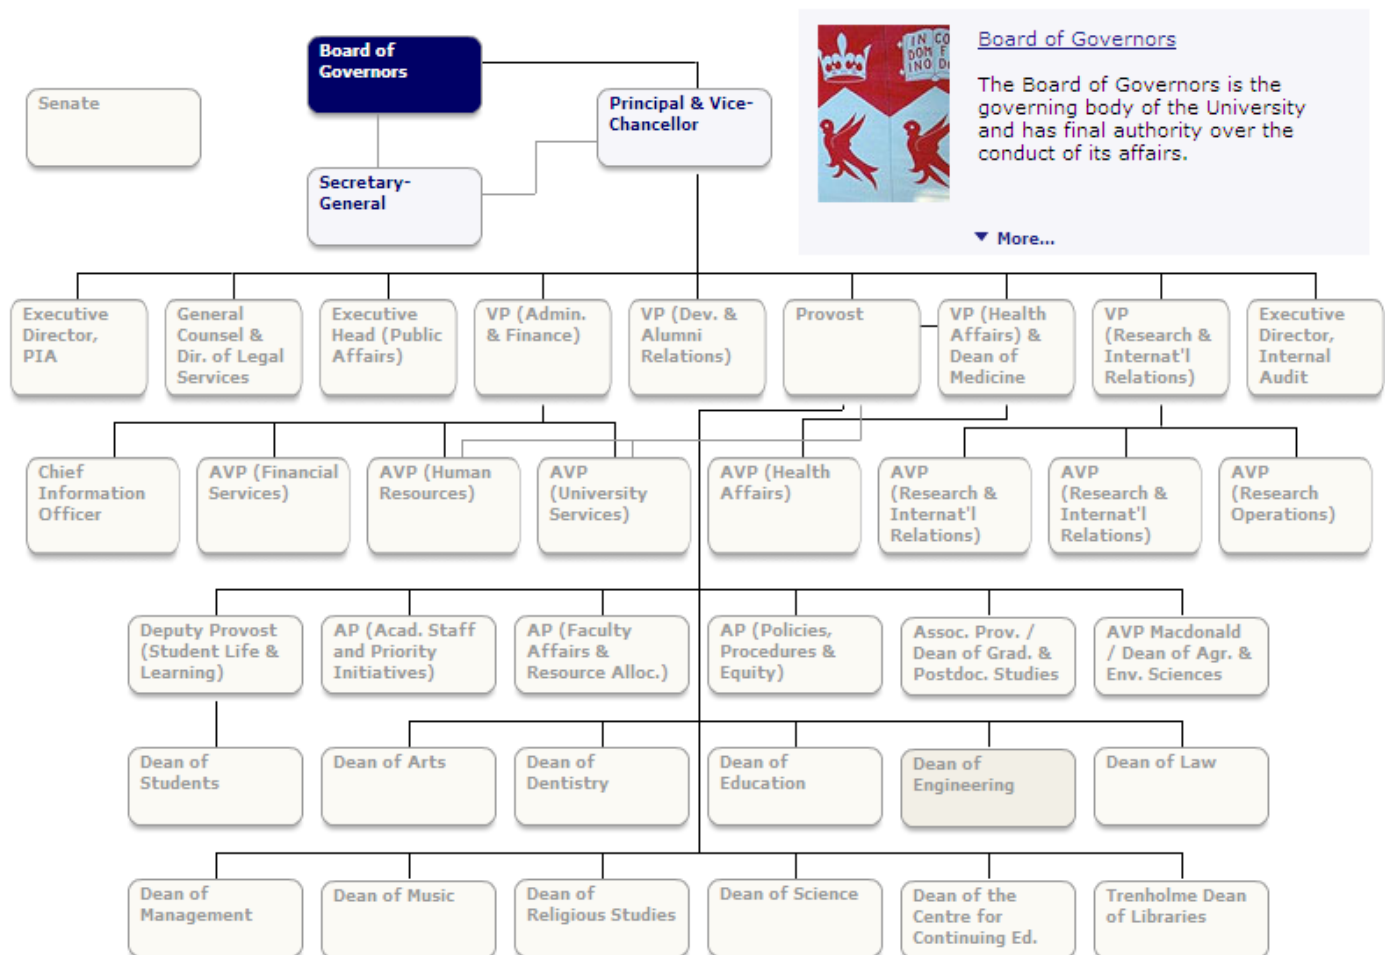 Board of
Governors
Senate
Principal & Vice-
Chancellor
Secretary-
General
IN CO
DOM F
INO D
Board of Governors
The Board of Governors is the
governing body of the University
and has final authority over the
conduct of its affairs.
▼ More...
Executive
Director,
PIA
General
Counsel &
Dir. of Legal
Services
Executive
Head (Public
Affairs)
VP (Admin.
& Finance)
VP (Dev. &
Alumni
Relations)
Provost
VP (Health
Affairs) &
Dean of
Medicine
VP
(Research &
Internat'l
Relations)
Executive
Director,
Internal
Audit
Chief
Information
Officer
AVP (Financial
Services)
AVP (Human
Resources)
AVP
(University
Services)
AVP (Health
Affairs)
AVP
(Research &
Internat'l
Relations)
AVP
(Research &
Internat'l
Relations)
AVP
(Research
Operations)
Deputy Provost
(Student Life &
Learning)
AP (Acad. Staff
and Priority
Initiatives)
AP (Faculty
Affairs &
Resource Alloc.)
AP (Policies,
Procedures &
Equity)
Assoc. Prov. /
Dean of Grad. &
Postdoc. Studies
AVP Macdonald
/ Dean of Agr. &
Env. Sciences
Dean of
Students
Dean of Arts
Dean of
Dentistry
Dean of
Education
Dean of
Engineering
Dean of Law
Dean of
Management
Dean of Music
Dean of
Religious Studies
Dean of Science
Dean of the
Centre for
Continuing Ed.
Trenholme Dean
of Libraries